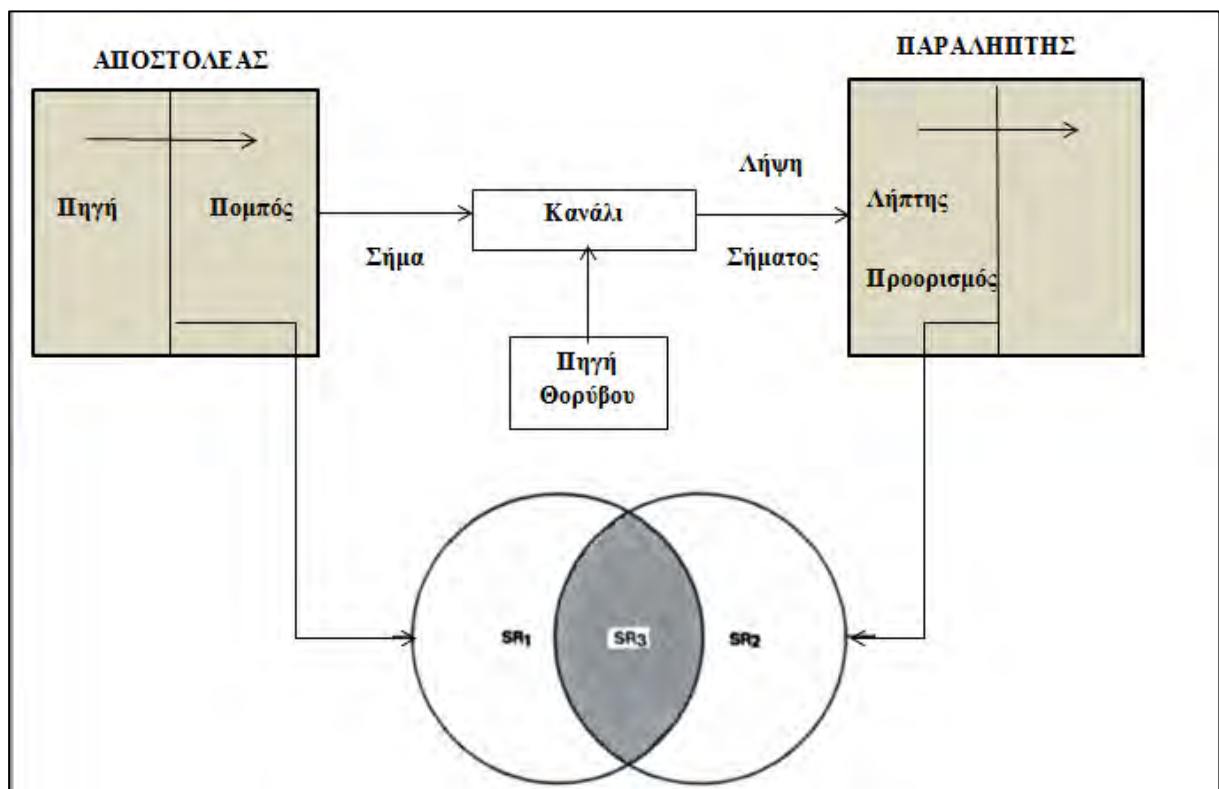 ΑΠΟΣΤΟΛΕΑΣ
ΠΑΡΑΛΗΠΤΗΣ
Πηγή
Πομπός
Σήμα
Κανάλι
Λήψη
Σήματος
Λήπτης
Προορισμός
Πηγή
Θορύβου
SR1
SR3
SR2